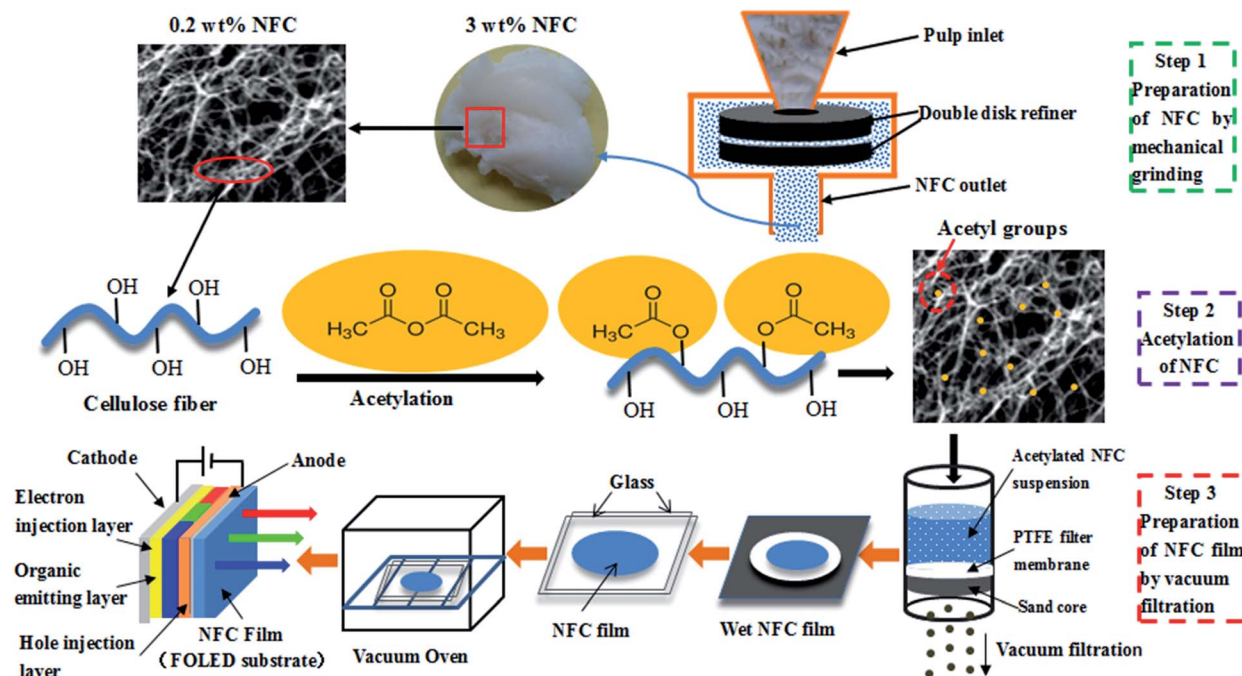 0.2 wt% NFC
3 wt% NFC
Pulp inlet
Double disk refiner
NFC outlet
Step 1
Preparation
of NFC by
mechanical
grinding
OH
OH
OH
OH
OH
Cellulose fiber
H3C
O
O
O
CH3
Acetylation
O
H3C
O
O
O
CH3
OH
OH
OH
Acetyl groups
Step 2
Acetylation
of NFC
Cathode
Anode
Electron
injection layer
Organic
emitting layer
Hole injection
layer
NFC Film
(FOLED substrate)
Vacuum Oven
Glass
NFC film
Wet NFC film
Acetylated NFC
suspension
PTFE filter
membrane
Sand core
Vacuum filtration
Step 3
Preparation
of NFC film
by vacuum
filtration